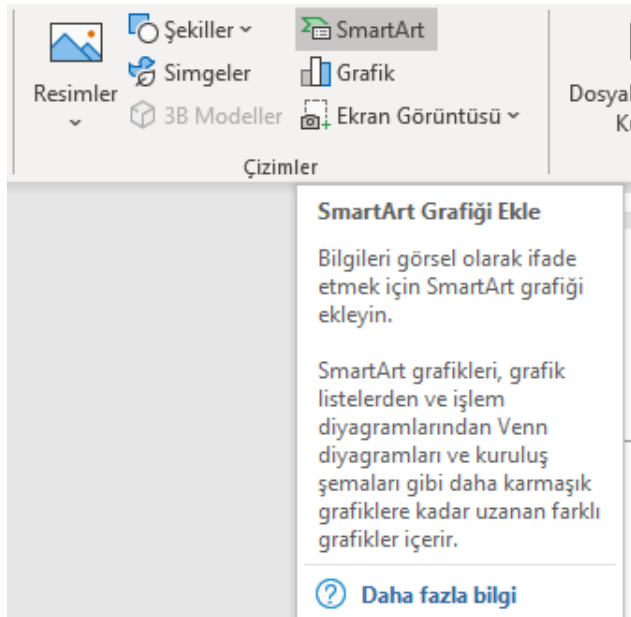 Resimler
Şekiller
Simgeler
3B Modeller
SmartArt
Grafik
Ekran Görüntüsü
Çizimler
SmartArt Grafiği Ekle
Bilgileri görsel olarak ifade
etmek için SmartArt grafiği
ekleyin.
SmartArt grafikleri, grafik
listelerden ve işlem
diyagramlarından Venn
diyagramları ve kuruluş
şemaları gibi daha karmaşık
grafiklere kadar uzanan farklı
grafikler içerir.
Daha fazla bilgi